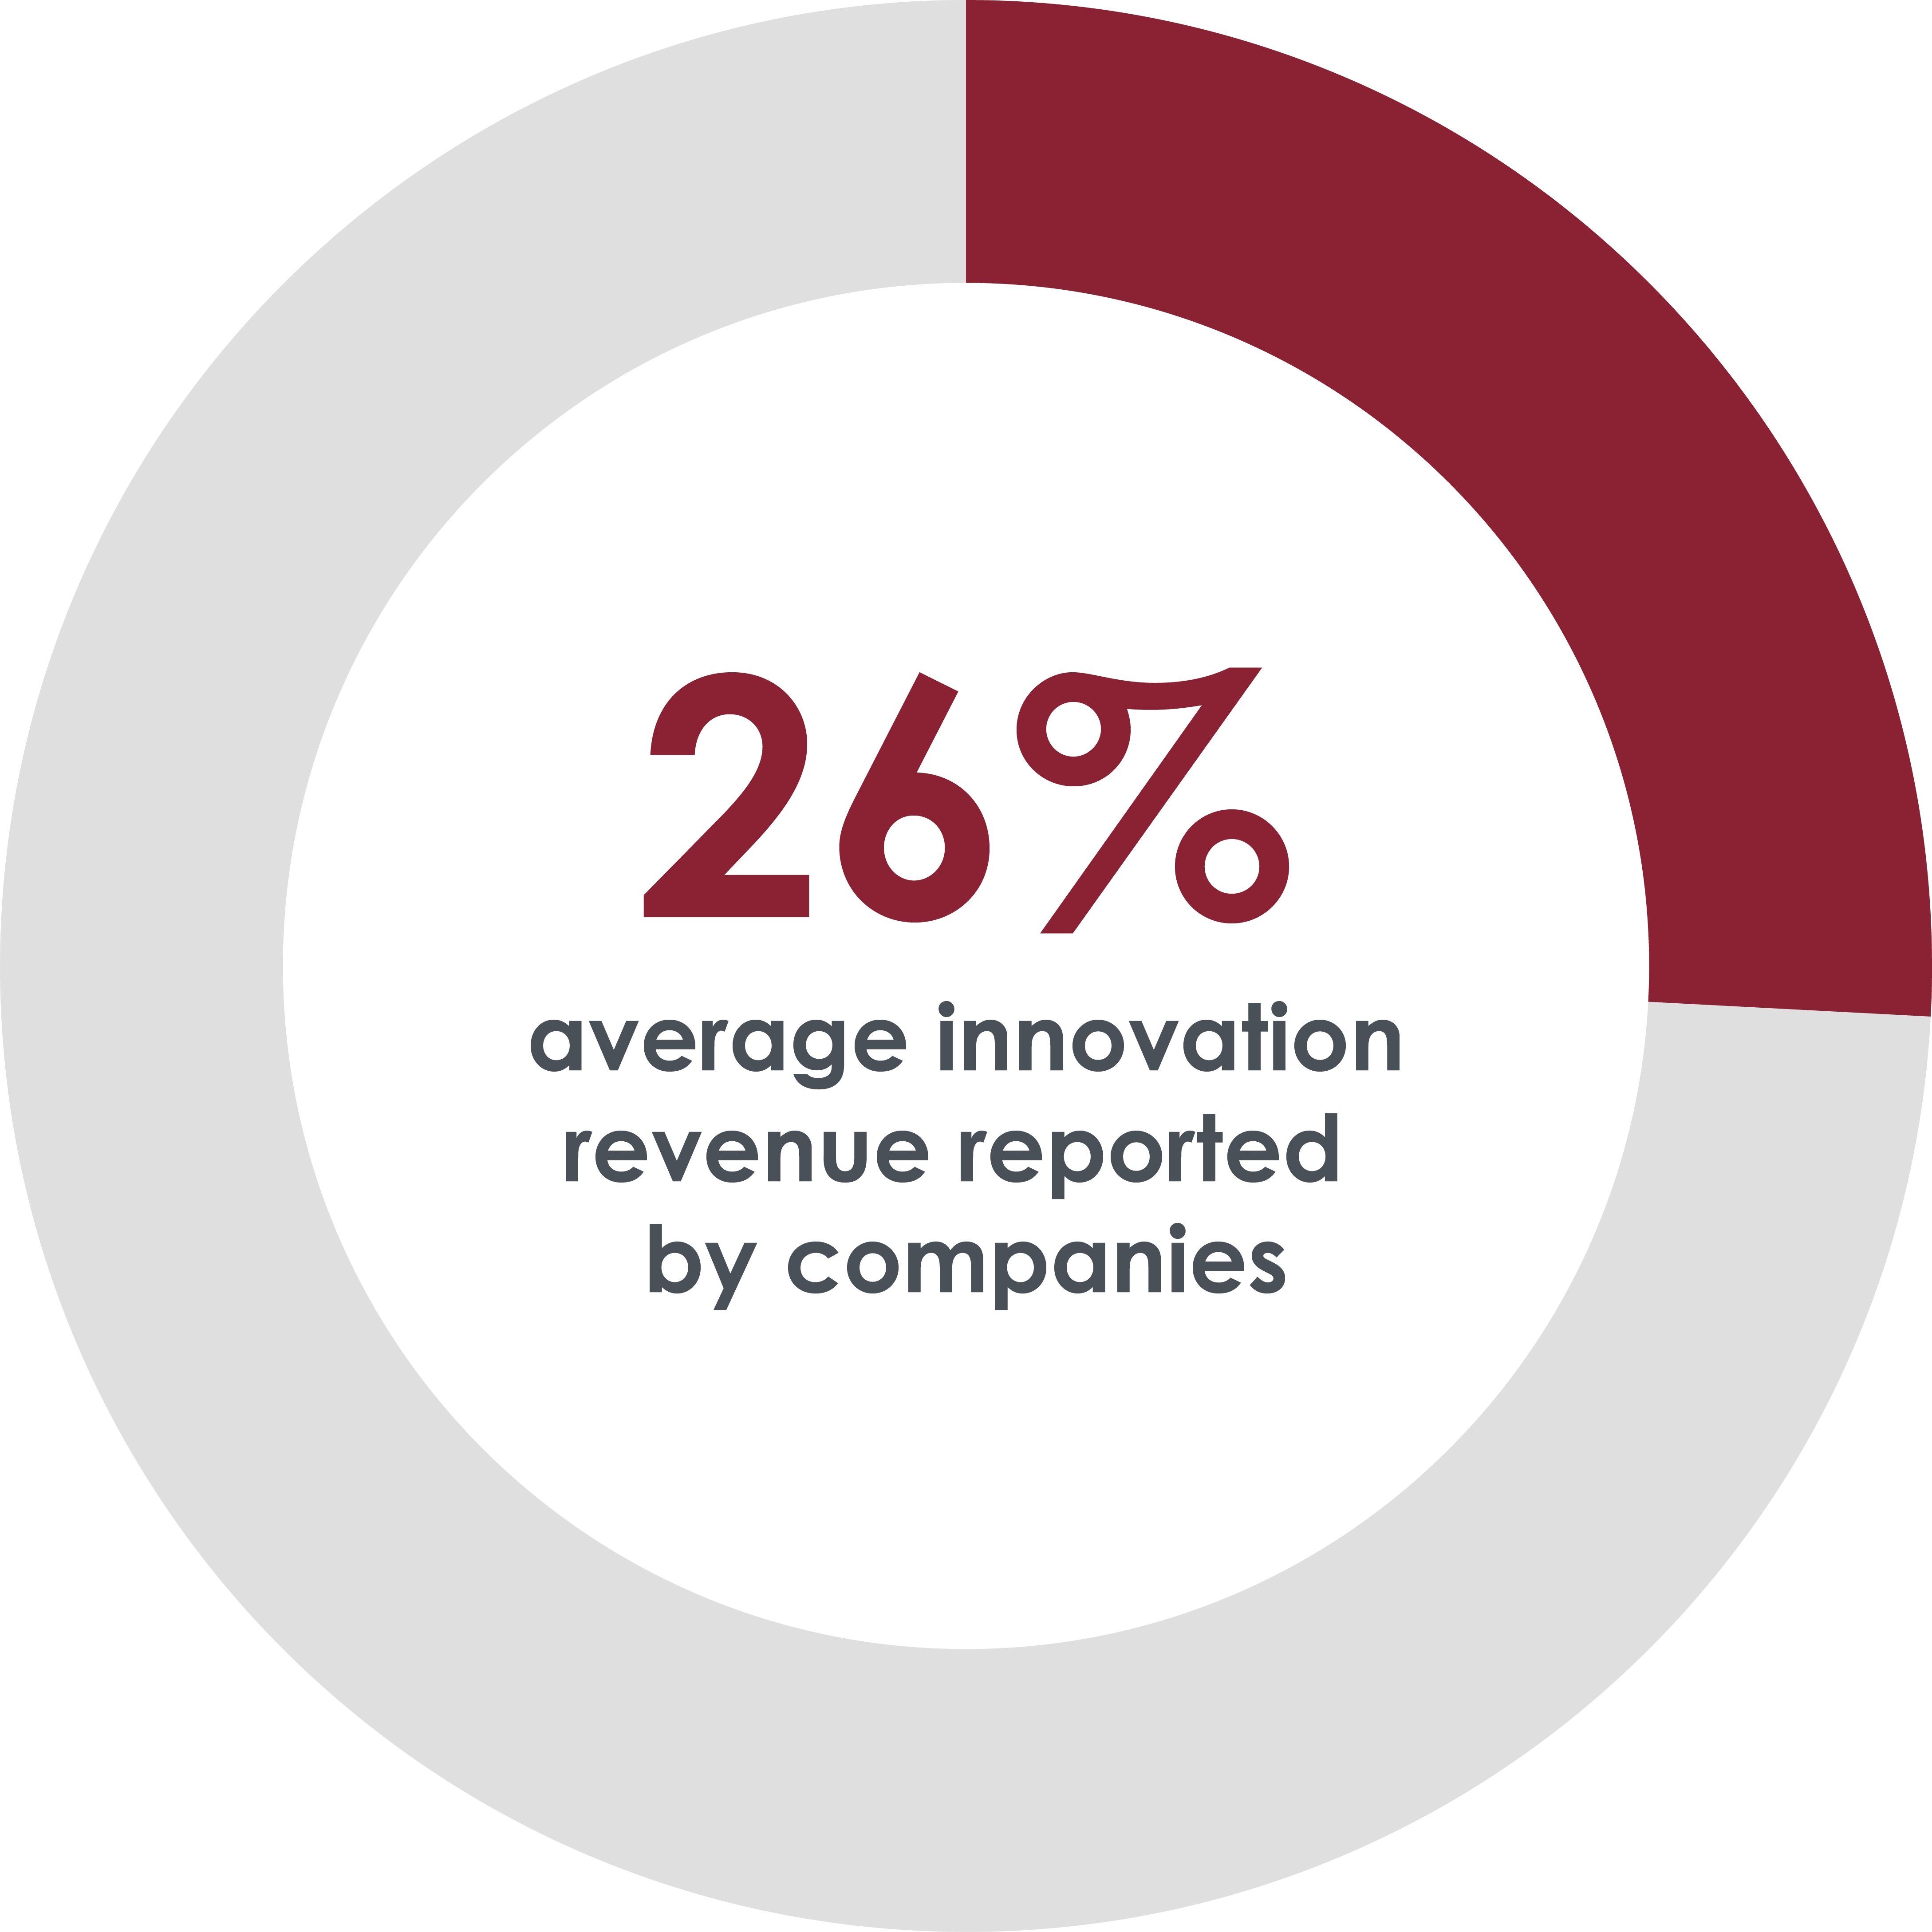 26%
average innovation
revenue reported
by companies